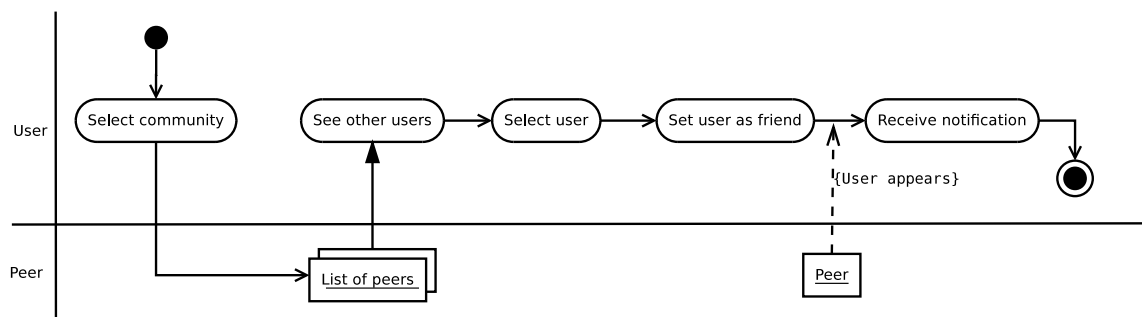 Select community
See other users
Select user
Set user as friend
Receive notification
User
{User appears}
Peer
List of peers
Peer